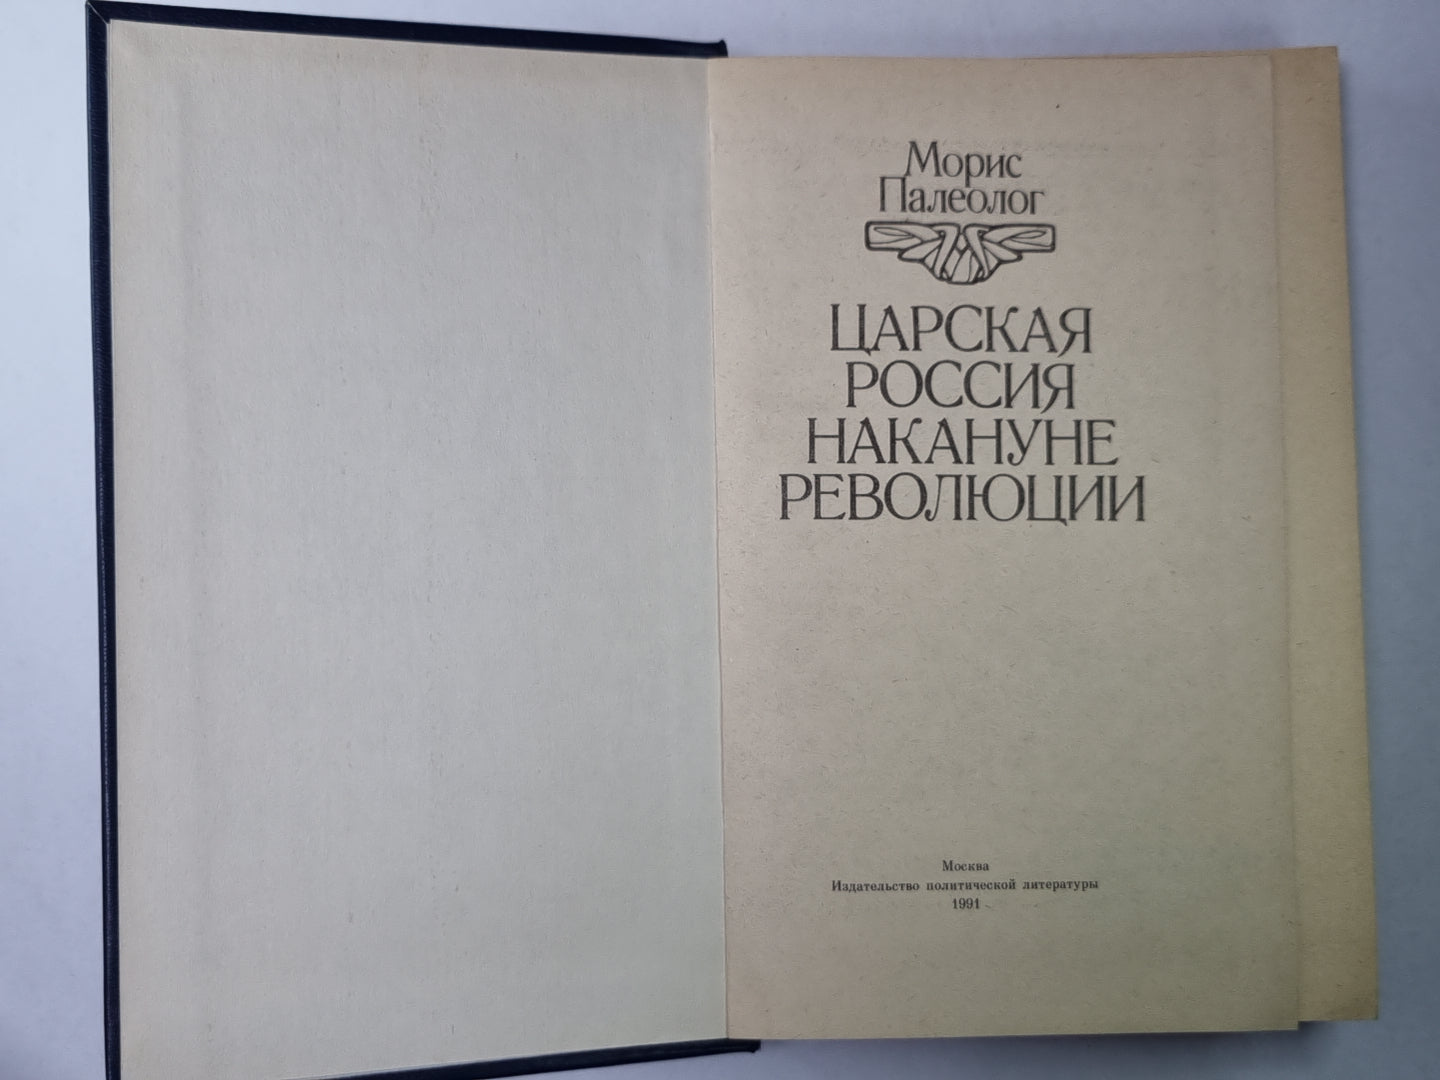 Морис
Палеолог
ЦАРСКАЯ
РОССИЯ
НАКАНУНЕ
РЕВОЛЮЦИИ
Москва
Издательство политической литературы
1991